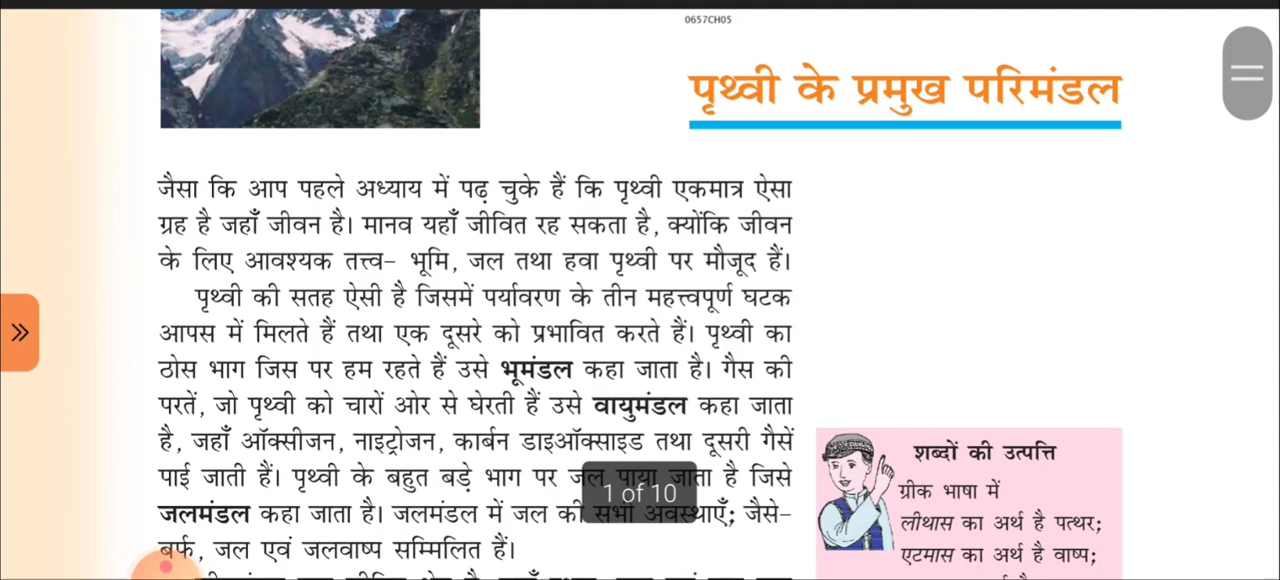 0657CH05
पृथ्वी के प्रमुख परिमंडल
जैसा कि आप पहले अध्याय में पढ़ चुके हैं कि पृथ्वी एकमात्र ऐसा
ग्रह है जहाँ जीवन है। मानव यहाँ जीवित रह सकता है, क्योंकि जीवन
के लिए आवश्यक तत्त्व– भूमि, जल तथा हवा पृथ्वी पर मौजूद हैं।
पृथ्वी की सतह ऐसी है जिसमें पर्यावरण के तीन महत्त्वपूर्ण घटक
आपस में मिलते हैं तथा एक दूसरे को प्रभावित करते हैं। पृथ्वी का
ठोस भाग जिस पर हम रहते हैं उसे भूमंडल कहा जाता है। गैस की
परतें, जो पृथ्वी को चारों ओर से घेरती हैं उसे वायुमंडल कहा जाता
है, जहाँ ऑक्सीजन, नाइट्रोजन, कार्बन डाइऑक्साइड तथा दूसरी गैसें
पाई जाती हैं। पृथ्वी के बहुत बड़े भाग पर जल पाया जाता है जिसे
जलमंडल कहा जाता है। जलमंडल में जल की सभी अवस्थाएँ; जैसे–
बर्फ, जल एवं जलवाष्प सम्मिलित हैं।
1 of 10
शब्दों की उत्पत्ति
ग्रीक भाषा में
लीथास का अर्थ है पत्थर;
एटमास का अर्थ है वाष्प;